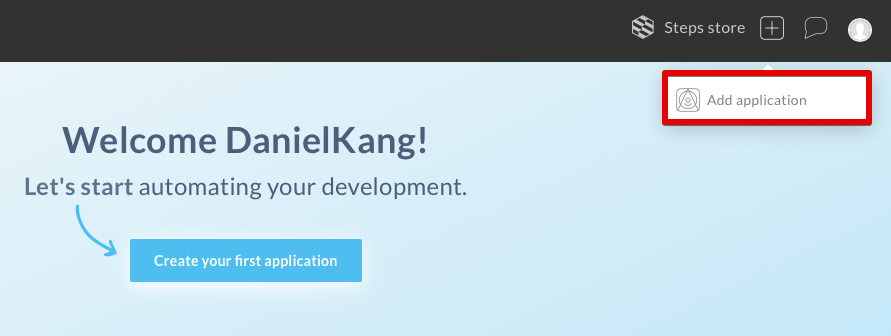 Steps store
Add application
Welcome DanielKang!
Let's start automating your development.
Create your first application